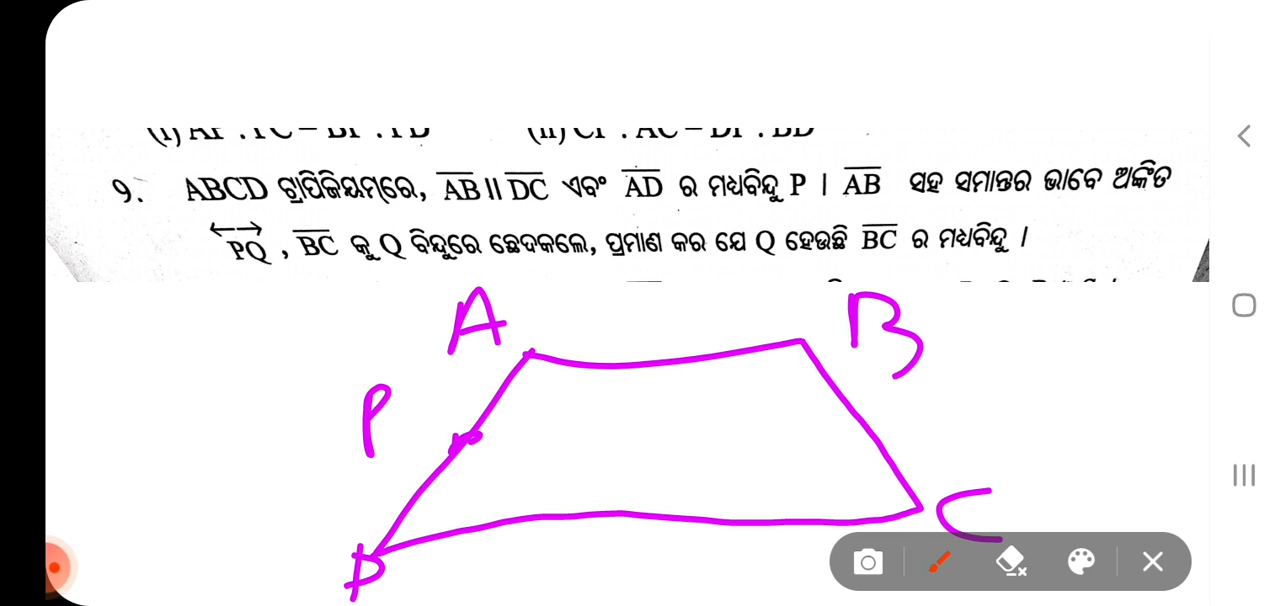 9. ABCD ଟ୍ରାପିଜିୟମ୍‌ରେ, AB || DC ଏବଂ AD ର ମଧ୍ୟବିନ୍ଦୁ P । AB ସହ ସମାନ୍ତର ଭାବେ ଅଙ୍କିତ
PQ, BC କୁ Q ବିନ୍ଦୁରେ ଛେଦକଲେ, ପ୍ରମାଣ କର ଯେ Q ହେଉଛି BC ର ମଧ୍ୟବିନ୍ଦୁ ।
A B
P
D C